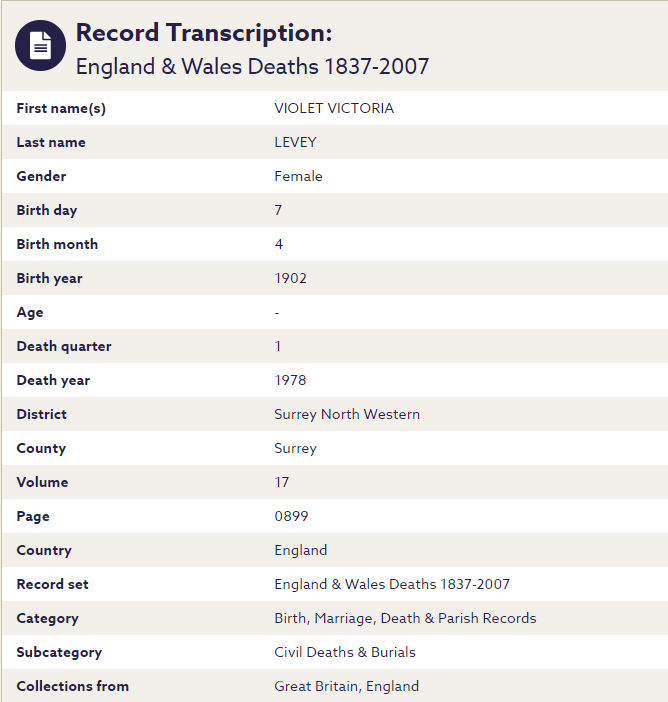 Record Transcription:
England & Wales Deaths 1837-2007
First name(s) VIOLET VICTORIA
Last name LEVEY
Gender Female
Birth day 7
Birth month 4
Birth year 1902
Age -
Death quarter 1
Death year 1978
District Surrey North Western
County Surrey
Volume 17
Page 0899
Country England
Record set England & Wales Deaths 1837-2007
Category Birth, Marriage, Death & Parish Records
Subcategory Civil Deaths & Burials
Collections from Great Britain, England